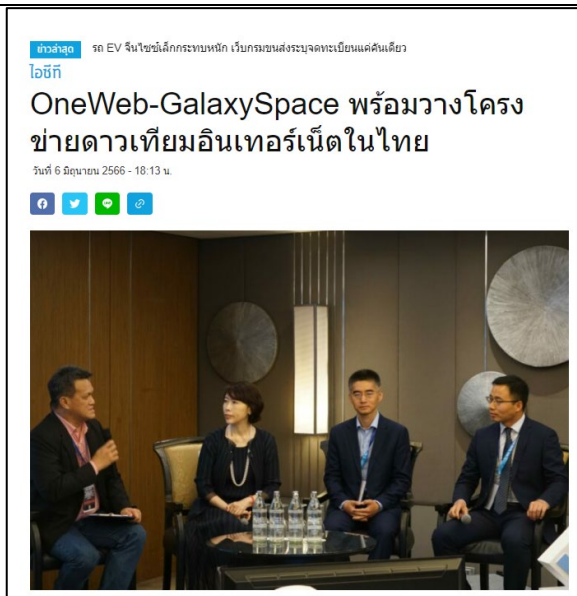 ข่าวล่าสุด รถ EV จีนไซซ์เล็กกระทบหนัก เว็บกรมขนส่งระบุจดทะเบียนแค่คันเดียว
ไอซีที
OneWeb-GalaxySpace พร้อมวางโครง
ข่ายดาวเทียมอินเทอร์เน็ตในไทย
วันที่ 6 มิถุนายน 2566 - 18:13 น.